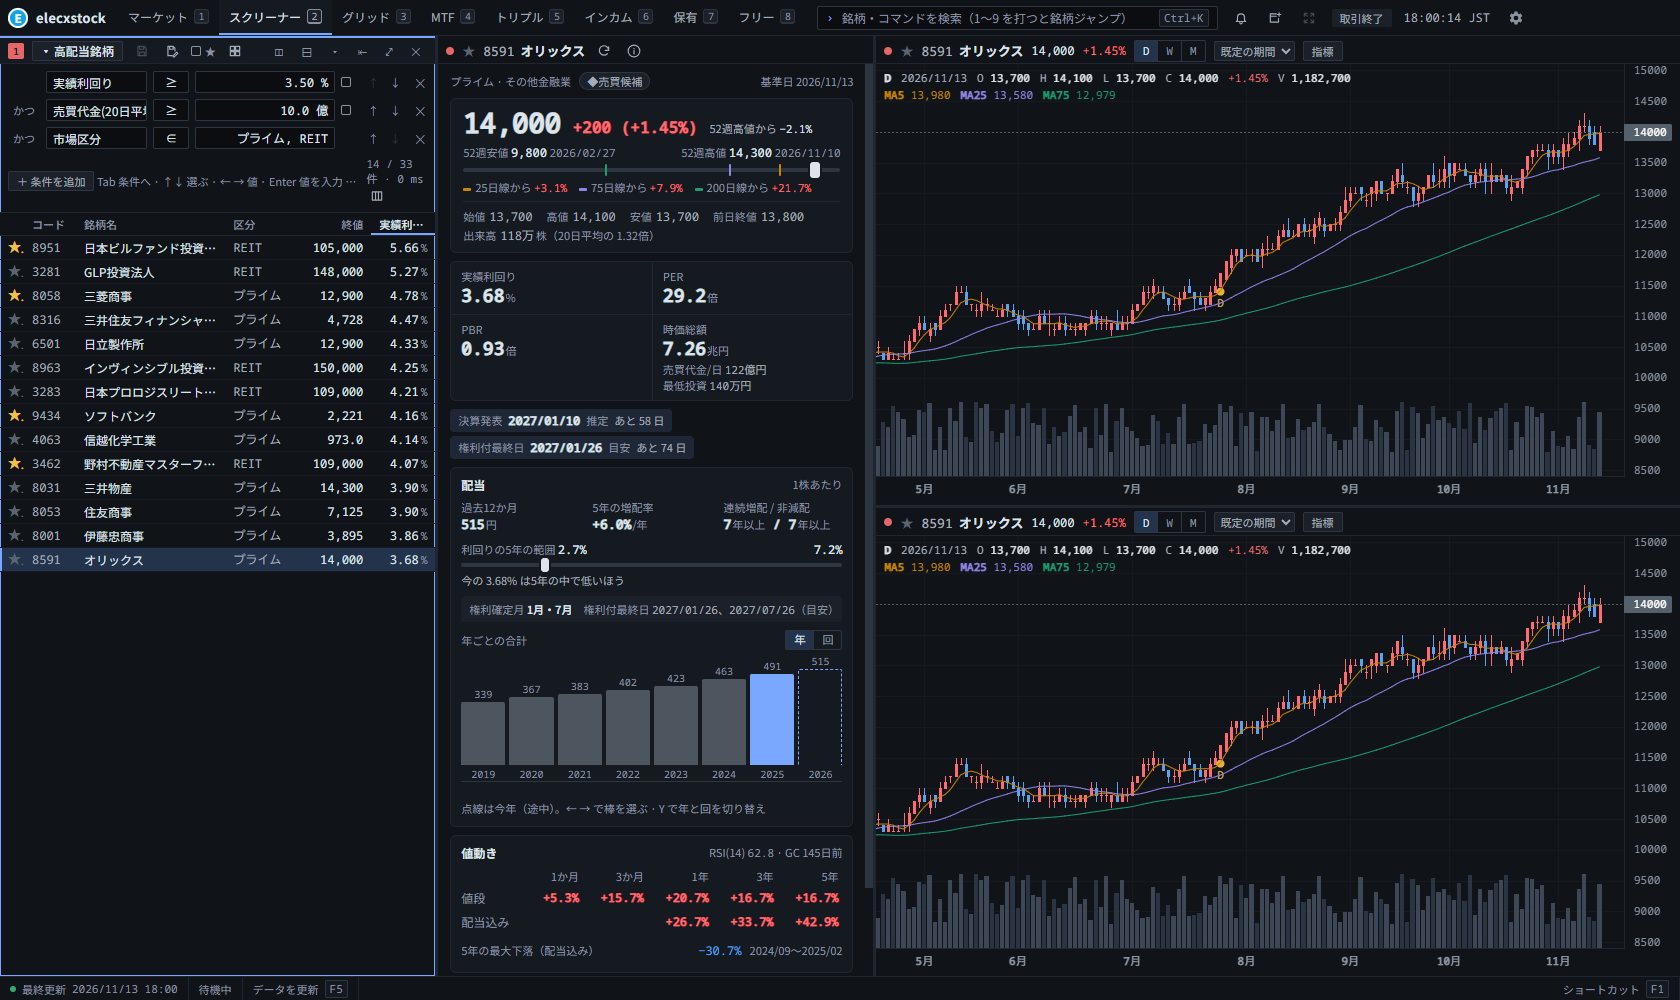 elecxstock
マーケット 1 スクリーナー 2 グリッド 3 MTF 4 トリプル 5 インカム 6 保有 7 フリー 8
› 銘柄・コマンドを検索（1〜9 を打つと銘柄ジャンプ） Ctrl+K
取引終了 18:00:14 JST
1 高配当銘柄
実績利回り ≥ 3.50 %
かつ 売買代金(20日平均 ≥ 10.0 億
かつ 市場区分 ∈ プライム, REIT
＋ 条件を追加 Tab 条件へ · ↑↓ 選ぶ · ←→ 値 · Enter 値を入力 … 14 / 33 件 · 0 ms
コード 銘柄名 区分 終値 実績利…
8951 日本ビルファンド投資… REIT 105,000 5.66%
3281 GLP投資法人 REIT 148,000 5.27%
8058 三菱商事 プライム 12,900 4.78%
8316 三井住友フィナンシャ… プライム 4,728 4.47%
6501 日立製作所 プライム 12,900 4.33%
8963 インヴィンシブル投資… REIT 150,000 4.25%
3283 日本プロロジスリート… REIT 109,000 4.21%
9434 ソフトバンク プライム 2,221 4.16%
4063 信越化学工業 プライム 973.0 4.14%
3462 野村不動産マスターフ… REIT 109,000 4.07%
8031 三井物産 プライム 14,300 3.90%
8053 住友商事 プライム 7,125 3.90%
8001 伊藤忠商事 プライム 3,895 3.86%
8591 オリックス プライム 14,000 3.68%
8591 オリックス
プライム · その他金融業 ◆売買候補 基準日 2026/11/13
14,000 +200 (+1.45%) 52週高値から −2.1%
52週安値 9,800 2026/02/27 52週高値 14,300 2026/11/10
25日線から +3.1% 75日線から +7.9% 200日線から +21.7%
始値 13,700 高値 14,100 安値 13,700 前日終値 13,800
出来高 118万 株（20日平均の 1.32倍）
実績利回り PER
3.68% 29.2倍
PBR 時価総額
0.93倍 7.26兆円
売買代金/日 122億円
最低投資 140万円
決算発表 2027/01/10 推定 あと 58 日
権利付最終日 2027/01/26 目安 あと 74 日
配当 1株あたり
過去12か月 5年の増配率 連続増配 / 非減配
515円 +6.0%/年 7年以上 / 7年以上
利回りの5年の範囲 2.7% 7.2%
今の 3.68% は5年の中で低いほう
権利確定月 1月・7月 権利付最終日 2027/01/26、2027/07/26（目安）
年ごとの合計 年 回
339 367 383 402 423 463 491 515
2019 2020 2021 2022 2023 2024 2025 2026
点線は今年（途中）。←→ で棒を選ぶ · Y で年と回を切り替え
値動き RSI(14) 62.8 · GC 145日前
1か月 3か月 1年 3年 5年
値段 +5.3% +15.7% +20.7% +16.7% +16.7%
配当込み +26.7% +33.7% +42.9%
5年の最大下落（配当込み） −30.7% 2024/09〜2025/02
8591 オリックス 14,000 +1.45% D W M 既定の期間 指標
D 2026/11/13 O 13,700 H 14,100 L 13,700 C 14,000 +1.45% V 1,182,700
MA5 13,980 MA25 13,580 MA75 12,979
15000
14500
14000
13500
13000
12500
12000
11500
11000
10500
10000
9500
9000
8500
D
5月 6月 7月 8月 9月 10月 11月
8591 オリックス 14,000 +1.45% D W M 既定の期間 指標
D 2026/11/13 O 13,700 H 14,100 L 13,700 C 14,000 +1.45% V 1,182,700
MA5 13,980 MA25 13,580 MA75 12,979
15000
14500
14000
13500
13000
12500
12000
11500
11000
10500
10000
9500
9000
8500
D
5月 6月 7月 8月 9月 10月 11月
最終更新 2026/11/13 18:00 待機中 データを更新 F5 ショートカット F1